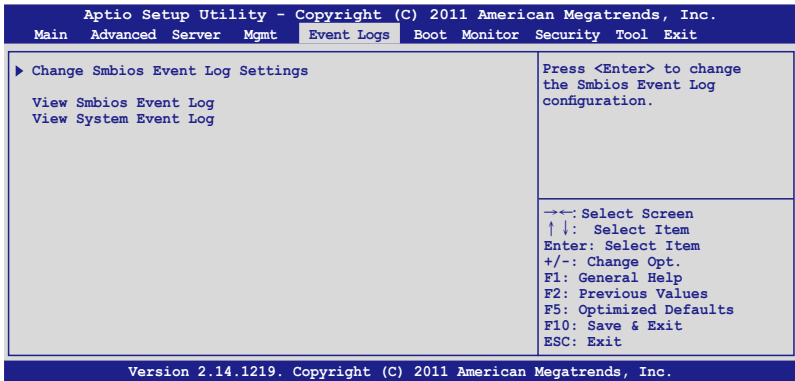 Aptio Setup Utility - Copyright (C) 2011 American Megatrends, Inc.
Main Advanced Server Mgmt Event Logs Boot Monitor Security Tool Exit
Change Smbios Event Log Settings
View Smbios Event Log
View System Event Log
Press <Enter> to change
the Smbios Event Log
configuration.
→←: Select Screen
↑↓: Select Item
Enter: Select Item
+/-: Change Opt.
F1: General Help
F2: Previous Values
F5: Optimized Defaults
F10: Save & Exit
ESC: Exit
Version 2.14.1219. Copyright (C) 2011 American Megatrends, Inc.